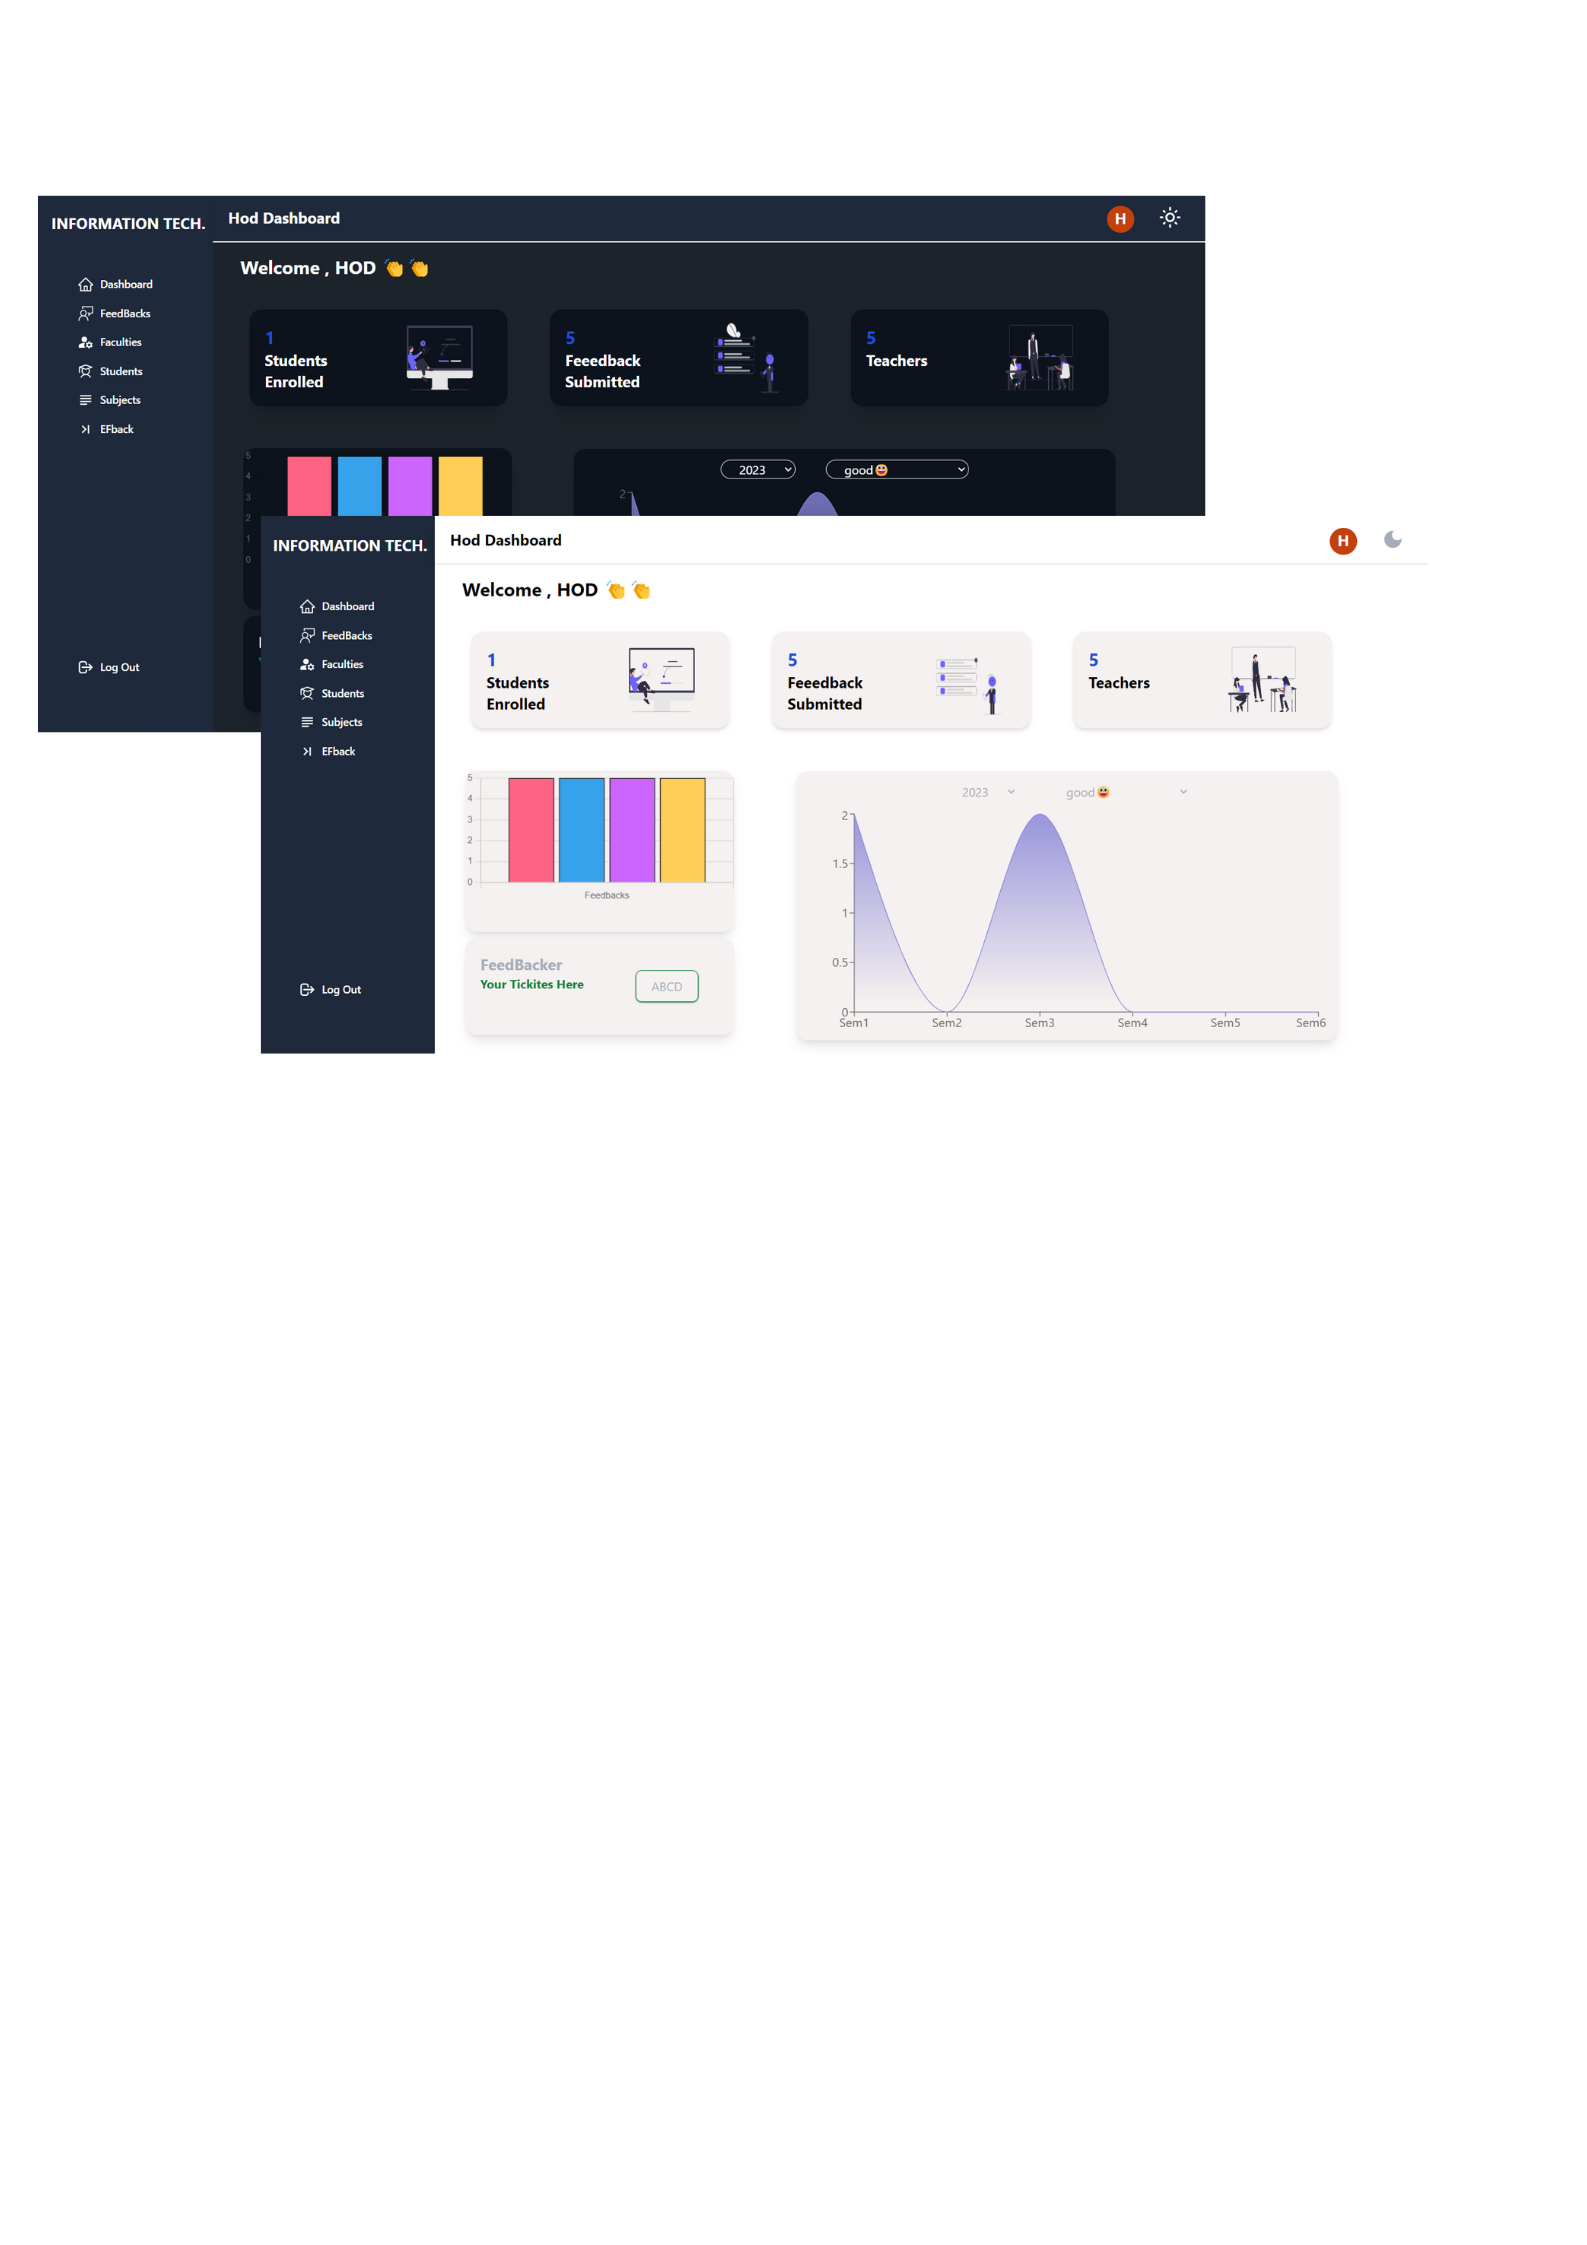 INFORMATION TECH.
Hod Dashboard
H
Welcome , HOD 👏 👏
Dashboard
FeedBacks
Faculties
Students
Subjects
EFback
Log Out
1
Students
Enrolled
5
Feeedback
Submitted
5
Teachers
5
4
3
2
1
0
2023
good😀
2
INFORMATION TECH.
Hod Dashboard
H
Welcome , HOD 👏 👏
Dashboard
FeedBacks
Faculties
Students
Subjects
EFback
Log Out
1
Students
Enrolled
5
Feeedback
Submitted
5
Teachers
5
4
3
2
1
0
Feedbacks
FeedBacker
Your Tickites Here
ABCD
2023
good😀
2
1.5
1
0.5
0
Sem1 Sem2 Sem3 Sem4 Sem5 Sem6